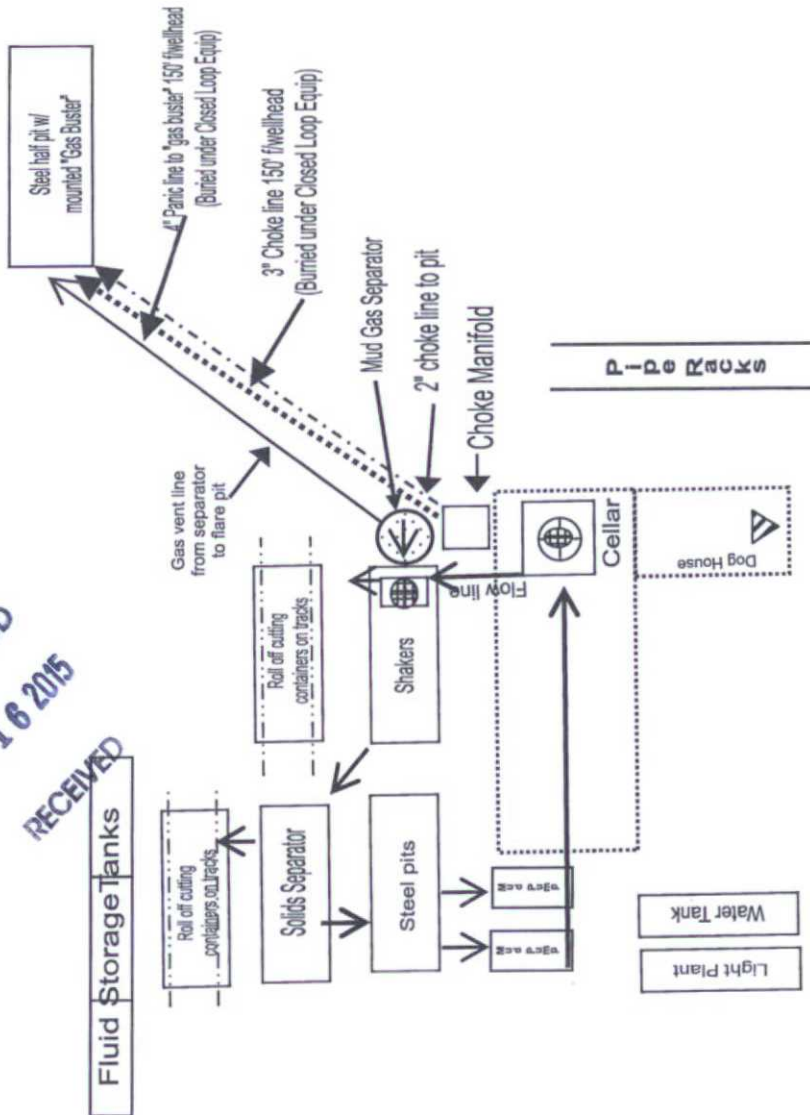 Steel half pit w/
mounted "Gas Buster"
4" Panic line to "gas buster" 150' f/wellhead
(Buried under Closed Loop Equip)
3" Choke line 150' f/wellhead
(Burried under Closed Loop Equip)
Mud Gas Separator
2" choke line to pit
Choke Manifold
Pipe Racks
Gas vent line
from separator
to flare pit
Roll off cutting
containers on tracks
Shakers
Flow line
Cellar
Dog House
6 2015
RECEIVED
Fluid Storage Tanks
Roll off cutting
containers on tracks
Solids Separator
Steel pits
Water Tank
Light Plant